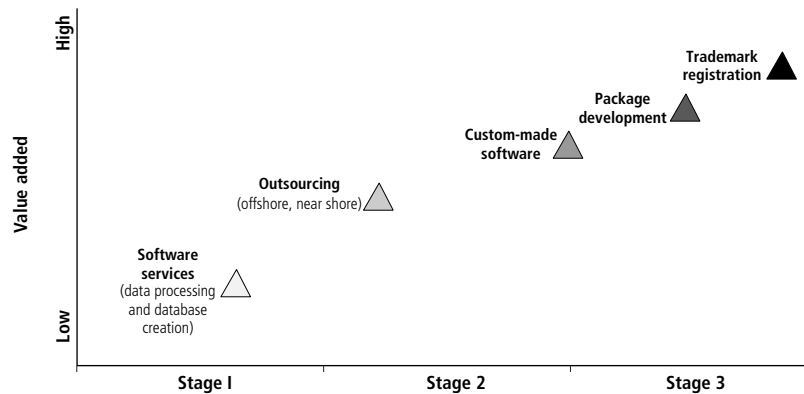 High
Value added
Low
Trademark
registration
Package
development
Custom-made
software
Outsourcing
(offshore, near shore)
Software
services
(data processing
and database
creation)
Stage I
Stage 2
Stage 3